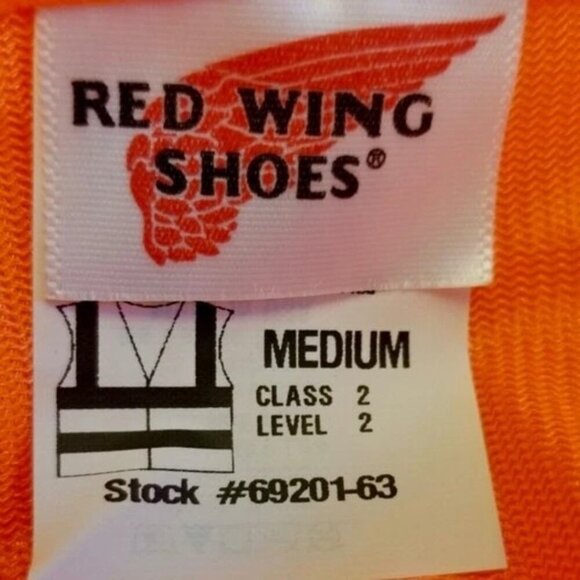 RED WING
SHOES®
MEDIUM
CLASS 2
LEVEL 2
Stock #69201-63